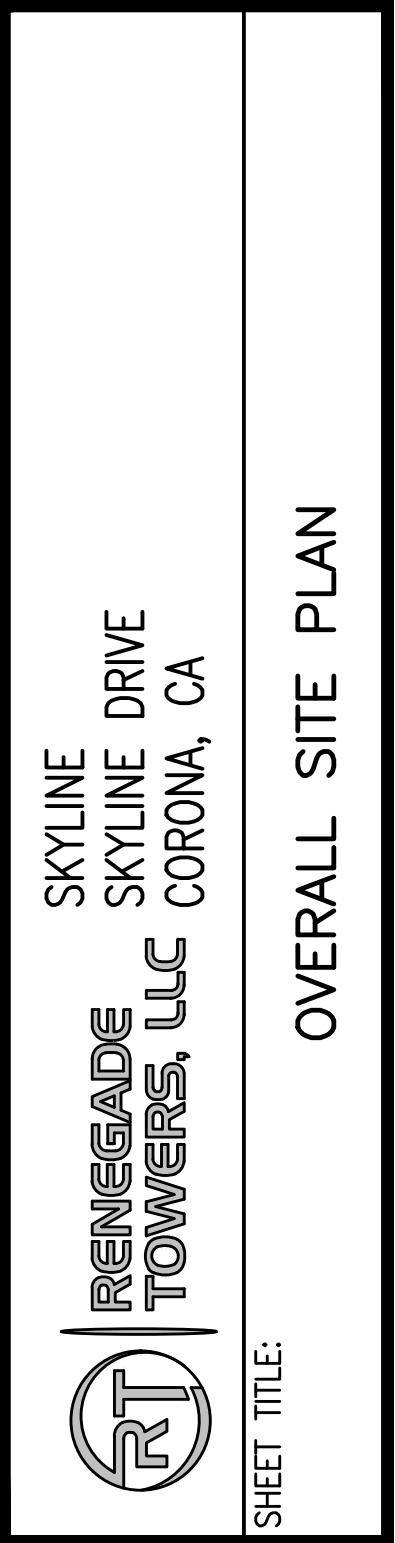 RT
RENEGADE
TOWERS, LLC
SKYLINE
SKYLINE DRIVE
CORONA, CA
SHEET TITLE:
OVERALL SITE PLAN